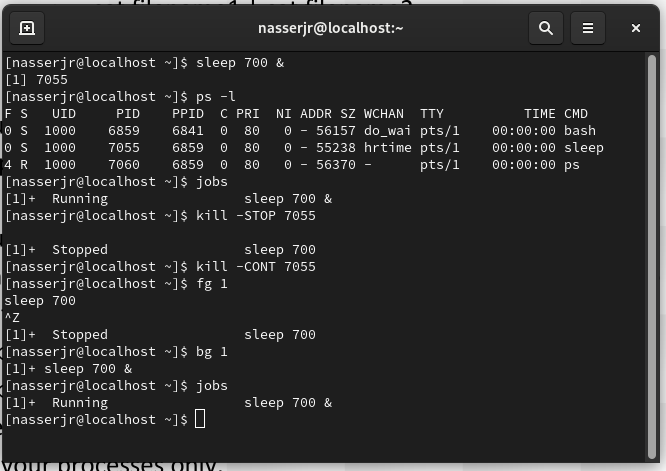 nasserjr@localhost:~
[nasserjr@localhost ~]$ sleep 700 &
[1] 7055
[nasserjr@localhost ~]$ ps -l
F S   UID     PID    PPID  C PRI  NI ADDR SZ WCHAN  TTY          TIME CMD
0 S  1000    6859    6841  0  80   0 - 56157 do_wai pts/1    00:00:00 bash
0 S  1000    7055    6859  0  80   0 - 55238 hrtime pts/1    00:00:00 sleep
4 R  1000    7060    6859  0  80   0 - 56370 -      pts/1    00:00:00 ps
[nasserjr@localhost ~]$ jobs
[1]+  Running                 sleep 700 &
[nasserjr@localhost ~]$ kill -STOP 7055
[1]+  Stopped                 sleep 700
[nasserjr@localhost ~]$ kill -CONT 7055
[nasserjr@localhost ~]$ fg 1
sleep 700
^Z
[1]+  Stopped                 sleep 700
[nasserjr@localhost ~]$ bg 1
[1]+ sleep 700 &
[nasserjr@localhost ~]$ jobs
[1]+  Running                 sleep 700 &
[nasserjr@localhost ~]$
your processes only.